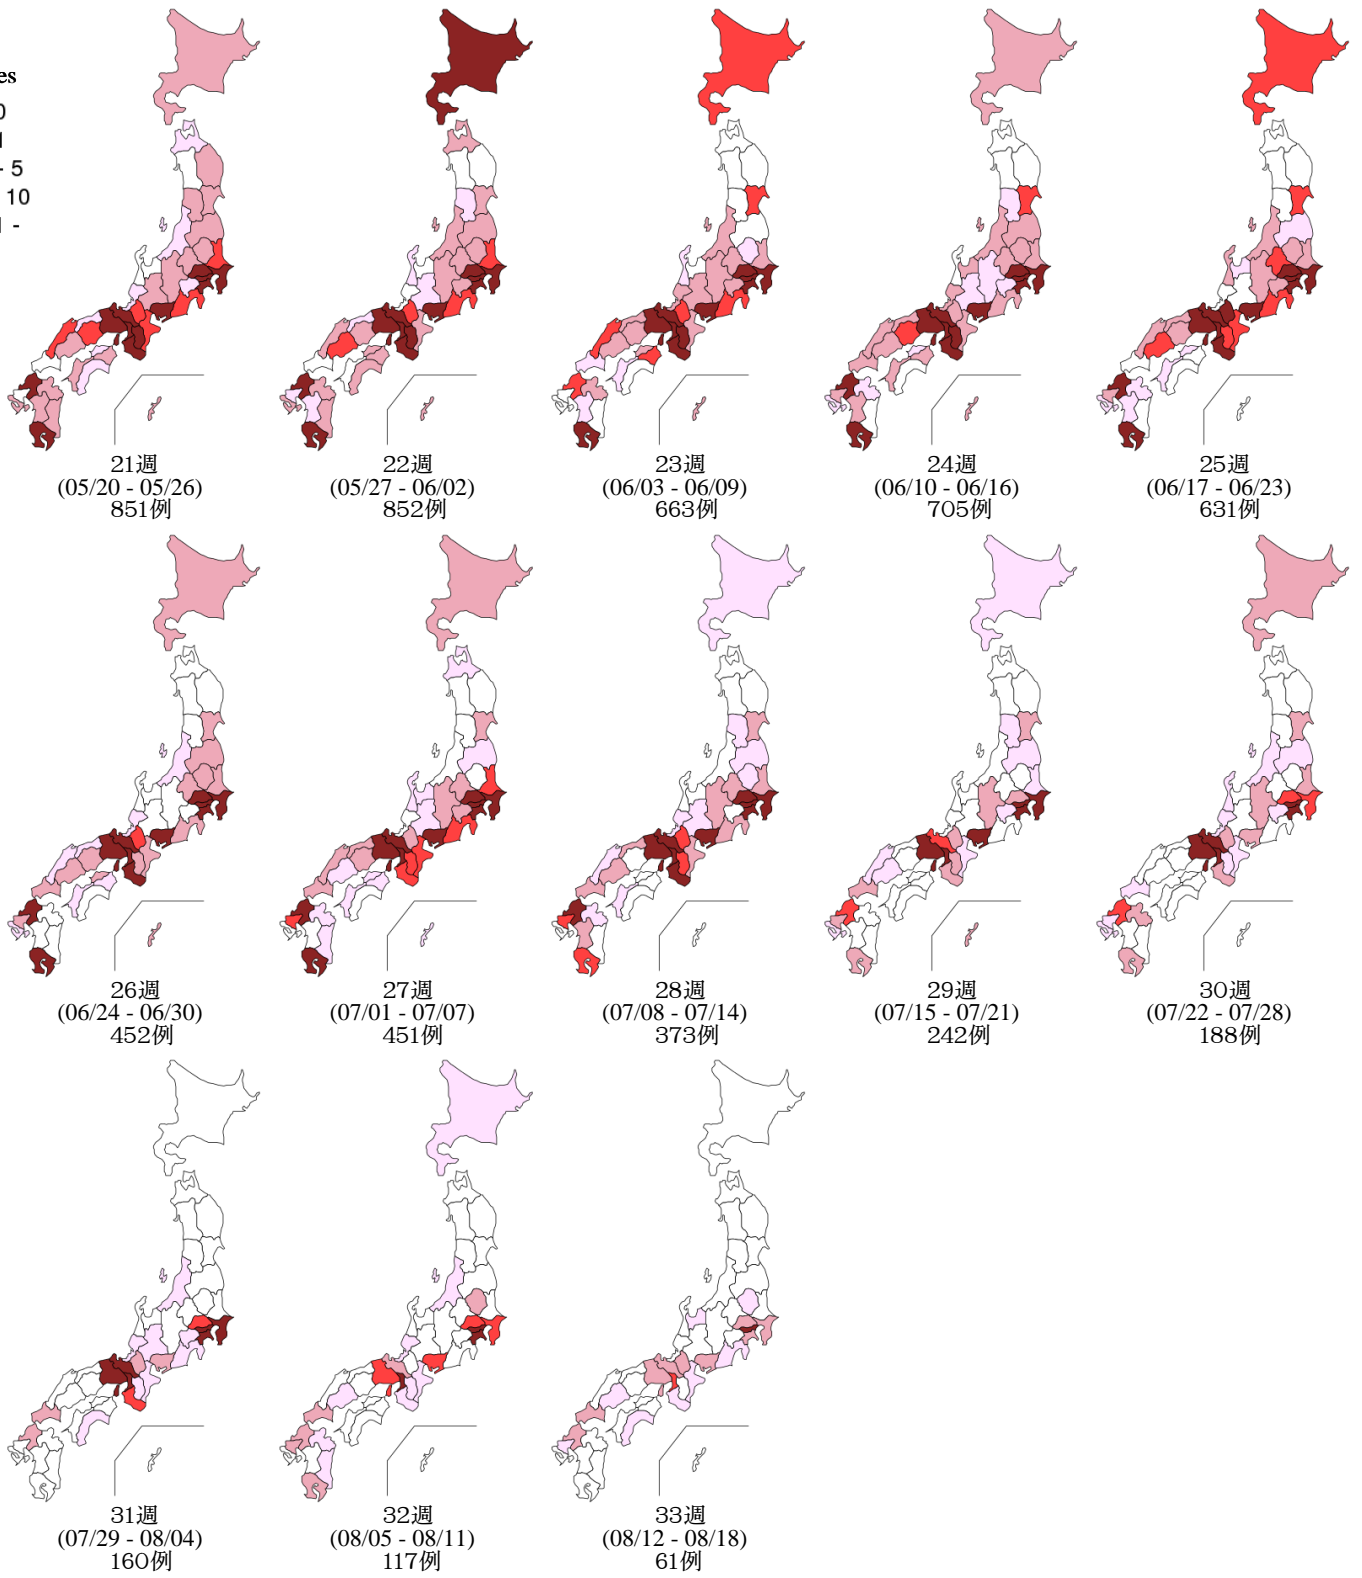 es
0
1
- 5
10
1 -
21週
(05/20 - 05/26)
851例
22週
(05/27 - 06/02)
852例
23週
(06/03 - 06/09)
663例
24週
(06/10 - 06/16)
705例
25週
(06/17 - 06/23)
631例
26週
(06/24 - 06/30)
452例
27週
(07/01 - 07/07)
451例
28週
(07/08 - 07/14)
373例
29週
(07/15 - 07/21)
242例
30週
(07/22 - 07/28)
188例
31週
(07/29 - 08/04)
160例
32週
(08/05 - 08/11)
117例
33週
(08/12 - 08/18)
61例